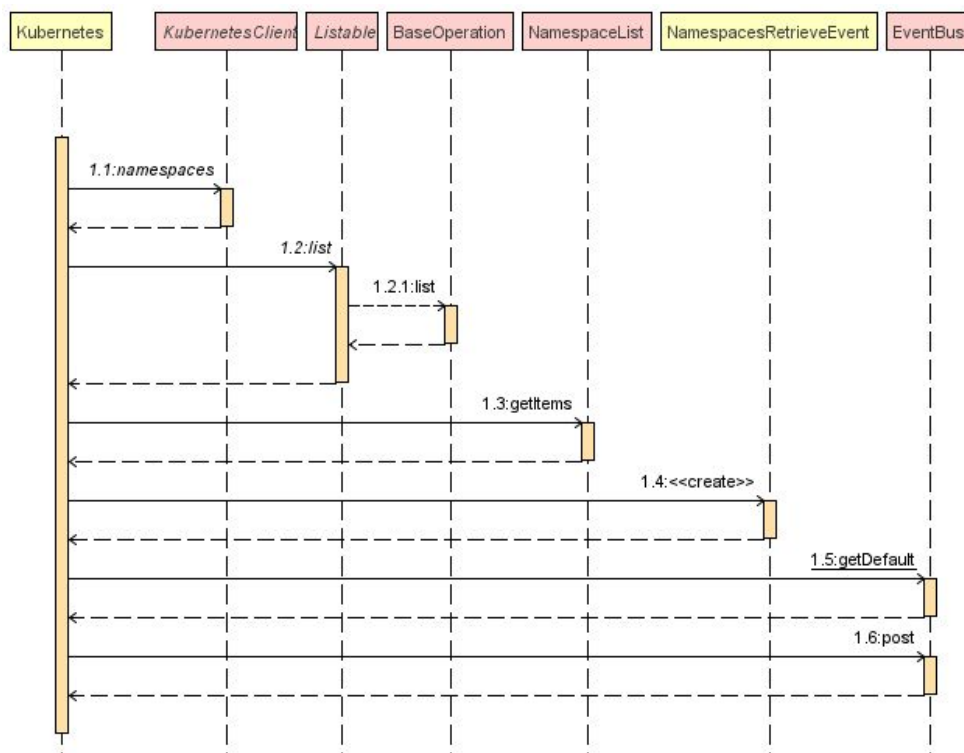 Kubernetes
KubernetesClient
Listable
BaseOperation
NamespaceList
NamespacesRetrieveEvent
EventBus
1.1:namespaces
1.2:list
1.2.1:list
1.3:getItems
1.4:<<create>>
1.5:getDefault
1.6:post